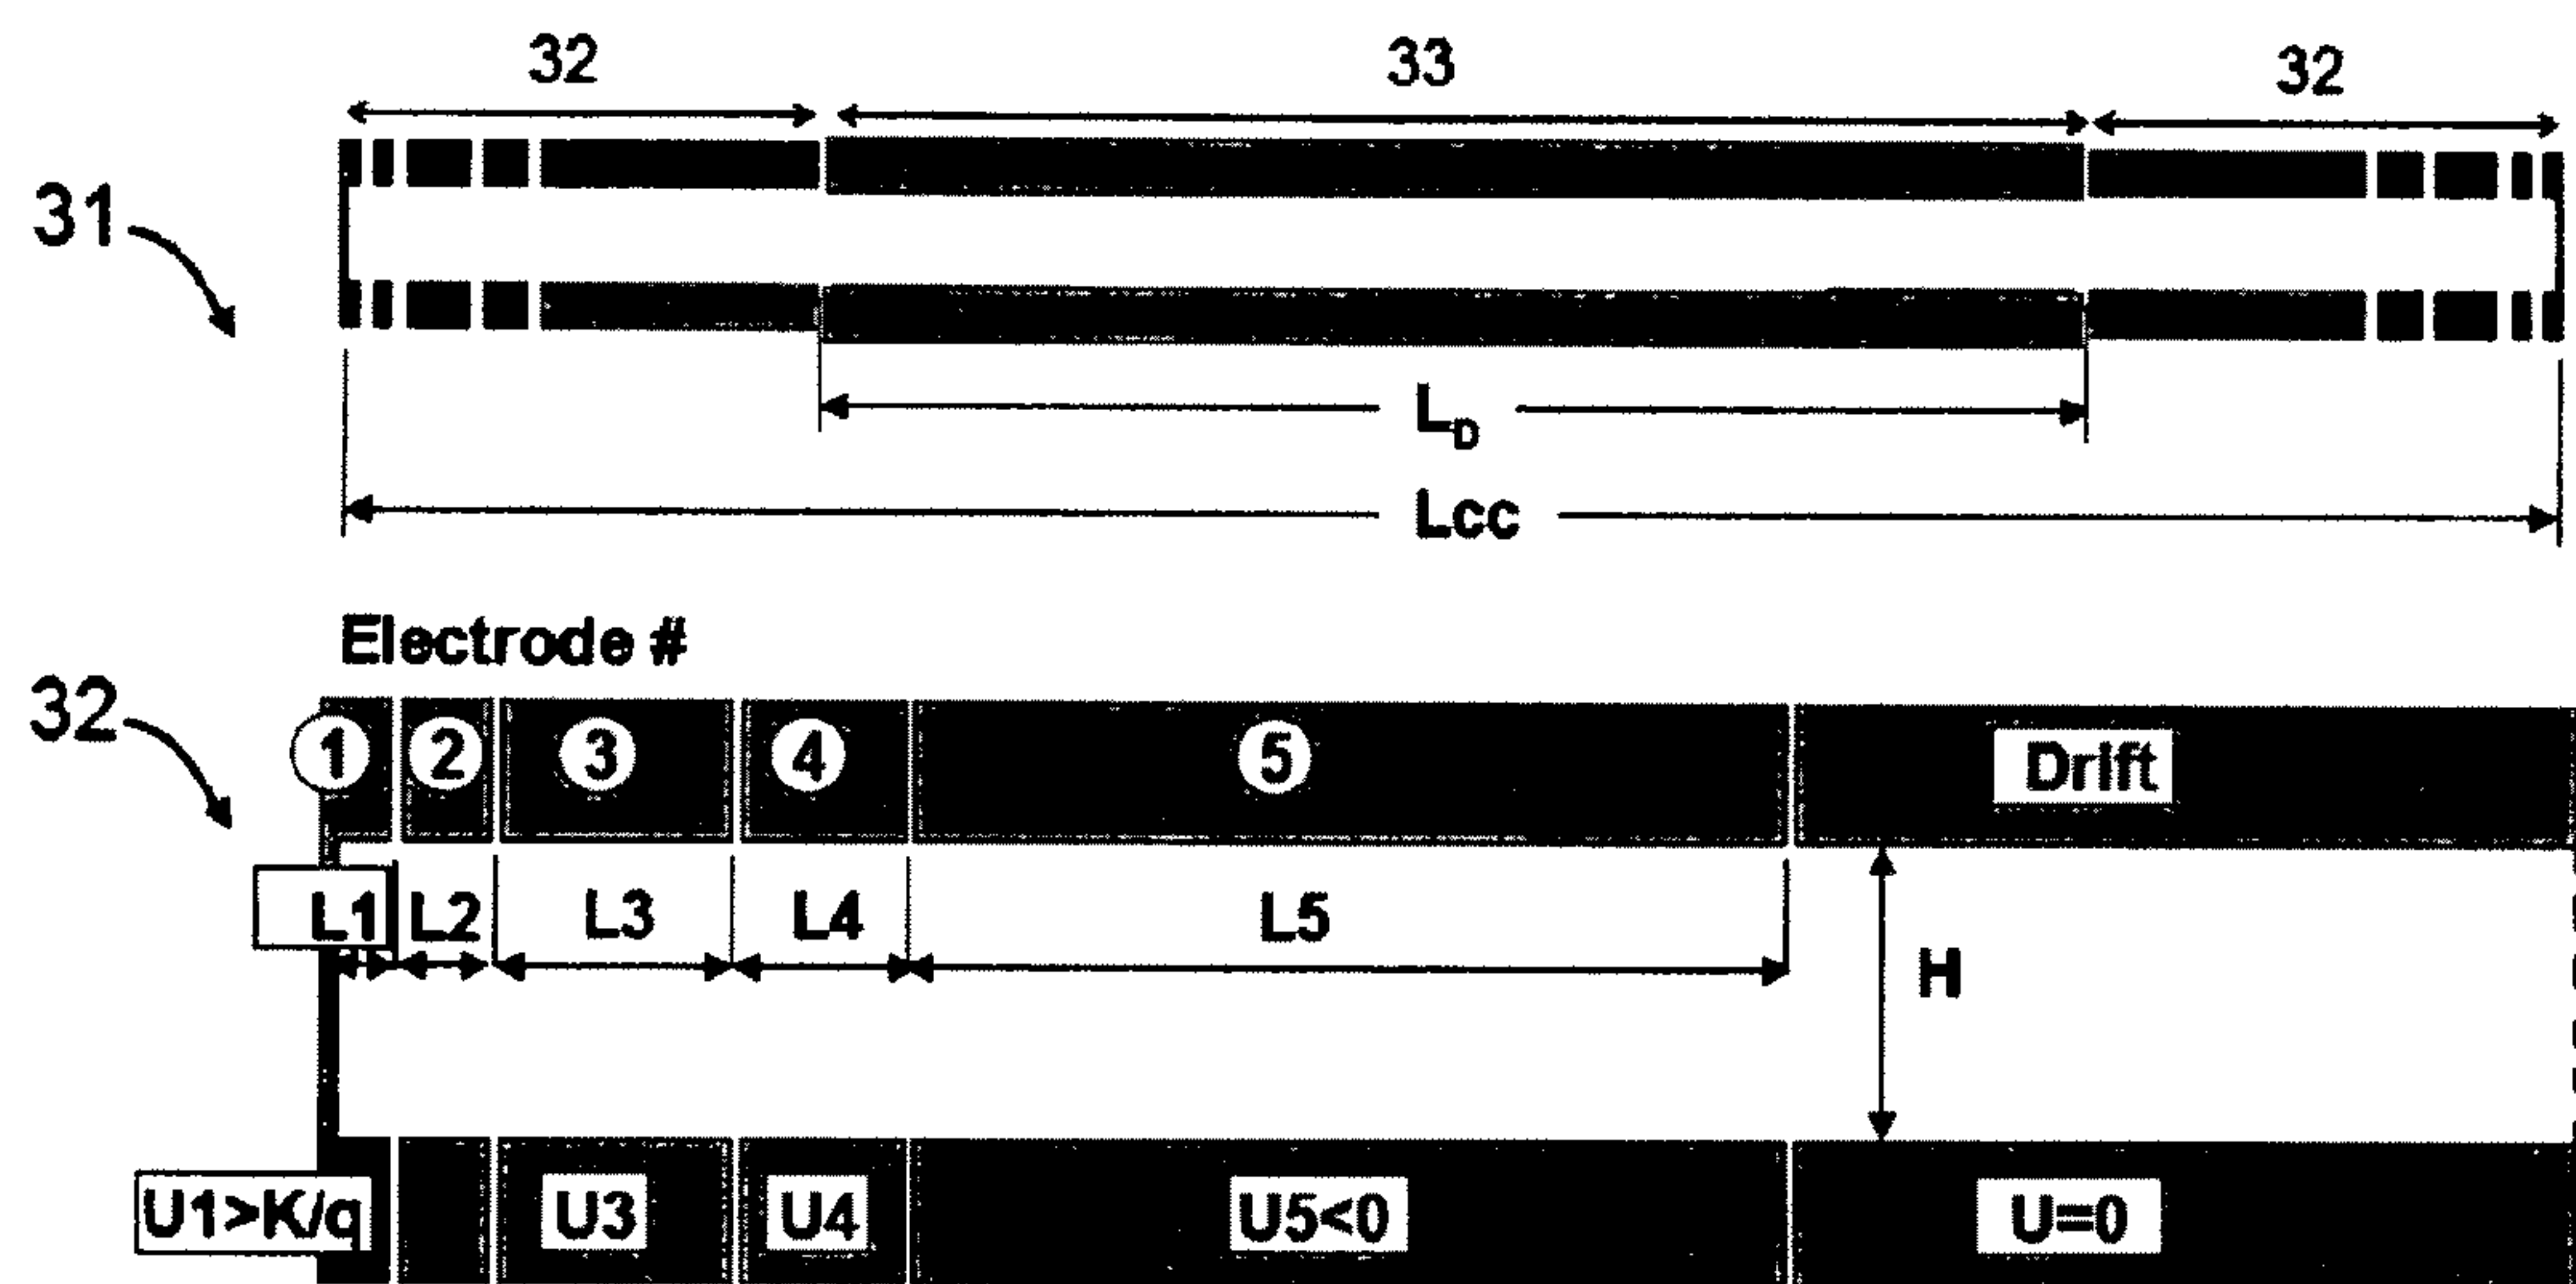 32 33 32
31
L_D
Lcc
Electrode #
32
1 2 3 4 5 Drift
L1 L2 L3 L4 L5
H
U1>K/q U3 U4 U5<0 U=0